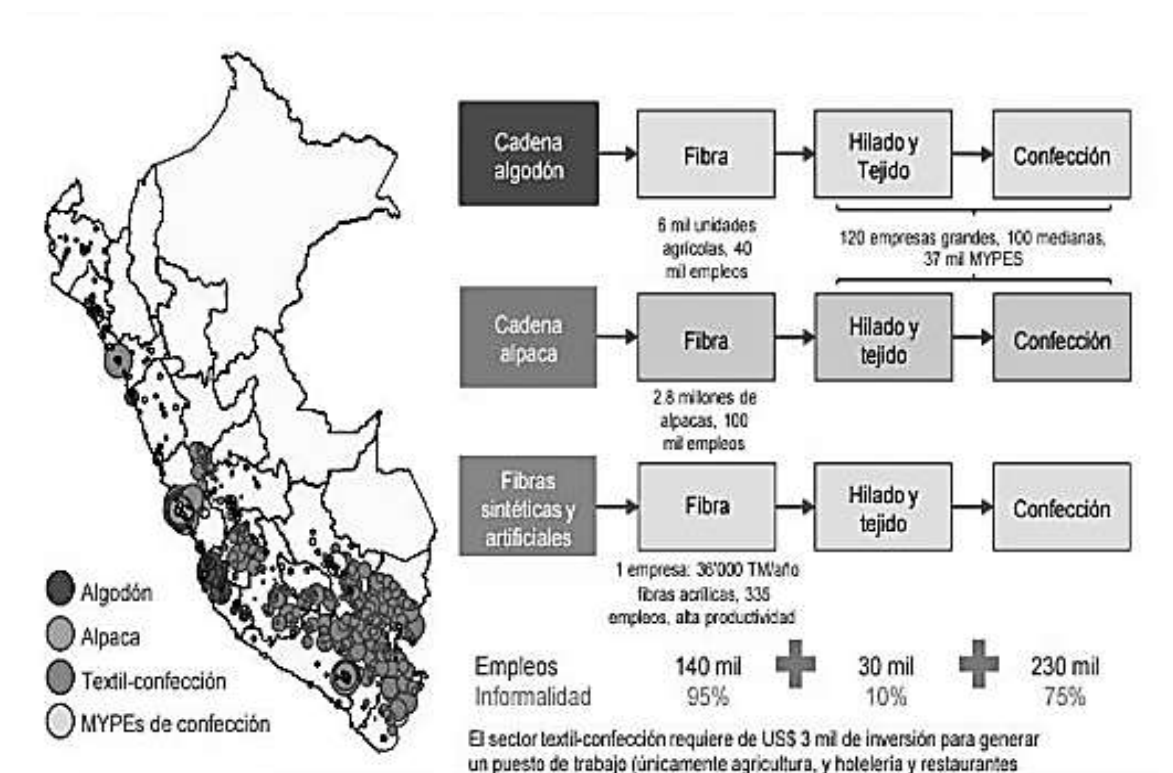 Cadena
algodón
Fibra
Hilado y
Tejido
Confección
6 mil unidades
agrícolas, 40
mil empleos
120 empresas grandes, 100 medianas,
37 mil MYPES
Cadena
alpaca
Fibra
Hilado y
tejido
Confección
2.8 millones de
alpacas, 100
mil empleos
Fibras
sintéticas y
artificiales
Fibra
Hilado y
tejido
Confección
1 empresa: 36'000 TM/año
fibras acrílicas, 335
empleos, alta productividad
Algodón
Alpaca
Textil-confección
MYPEs de confección
Empleos 140 mil 30 mil 230 mil
Informalidad 95% 10% 75%
El sector textil-confección requiere de US$ 3 mil de inversión para generar
un puesto de trabajo (únicamente agricultura, y hotelería y restaurantes